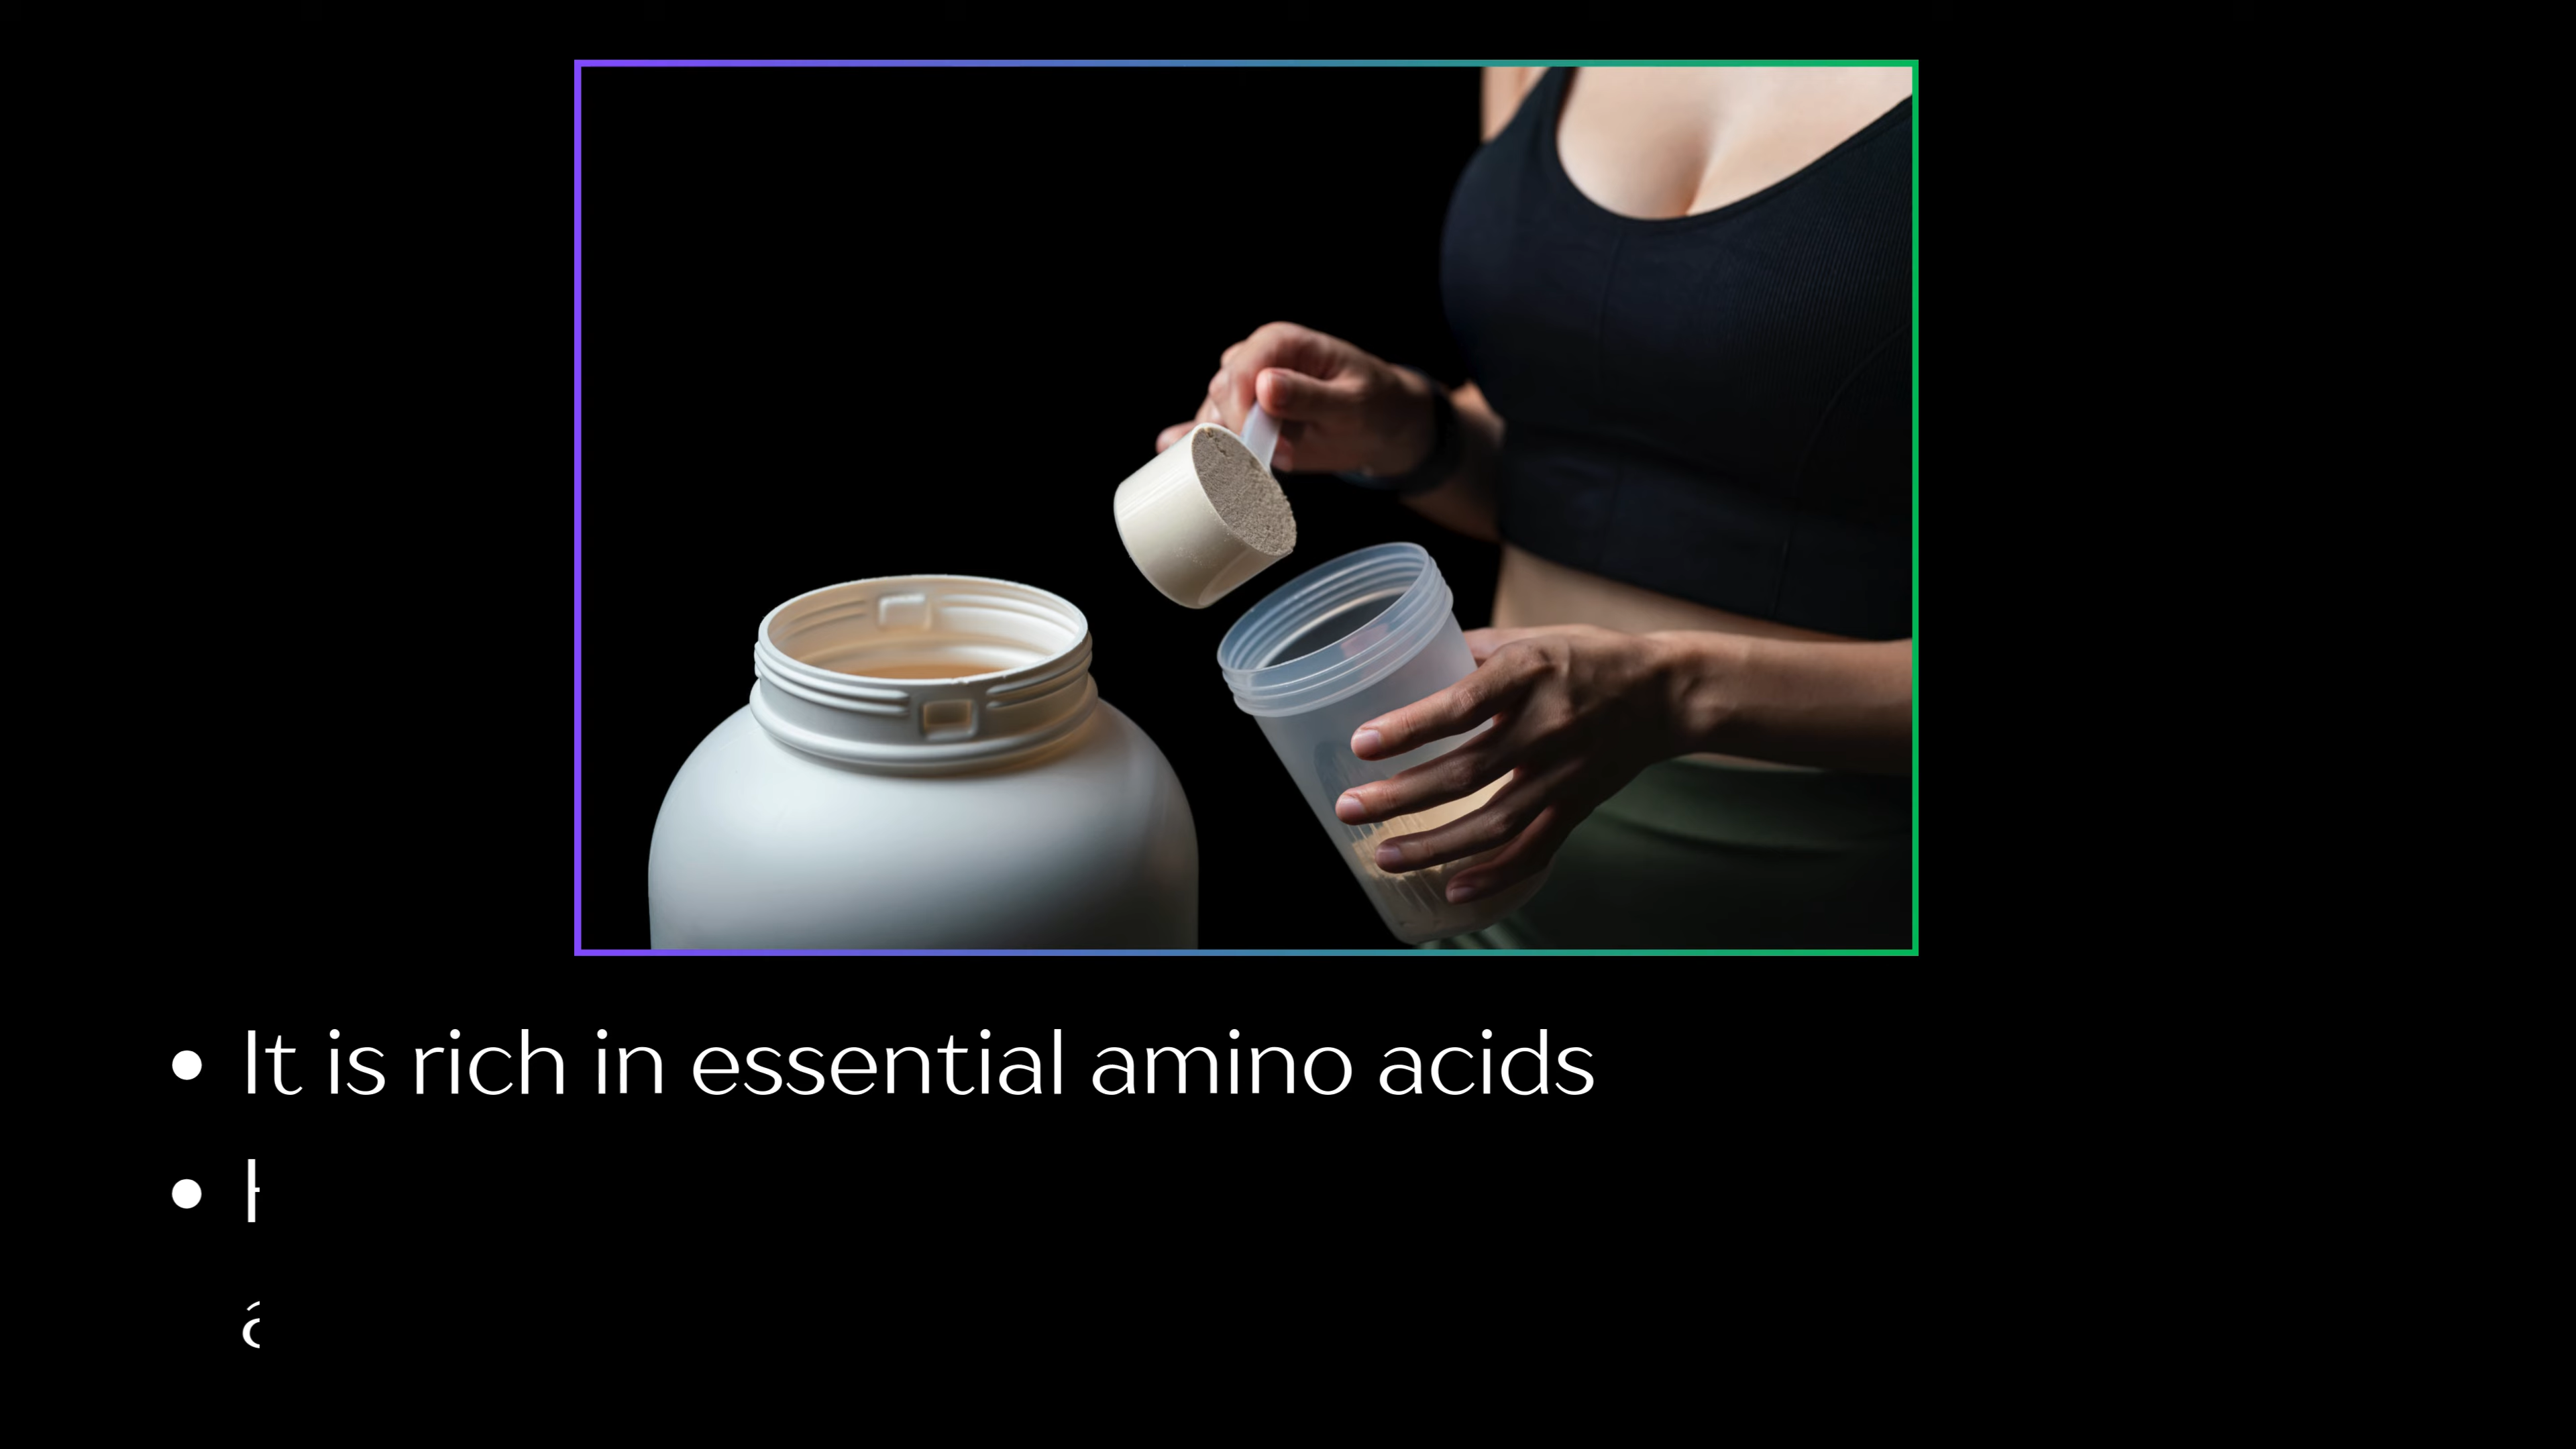 • It is rich in essential amino acids